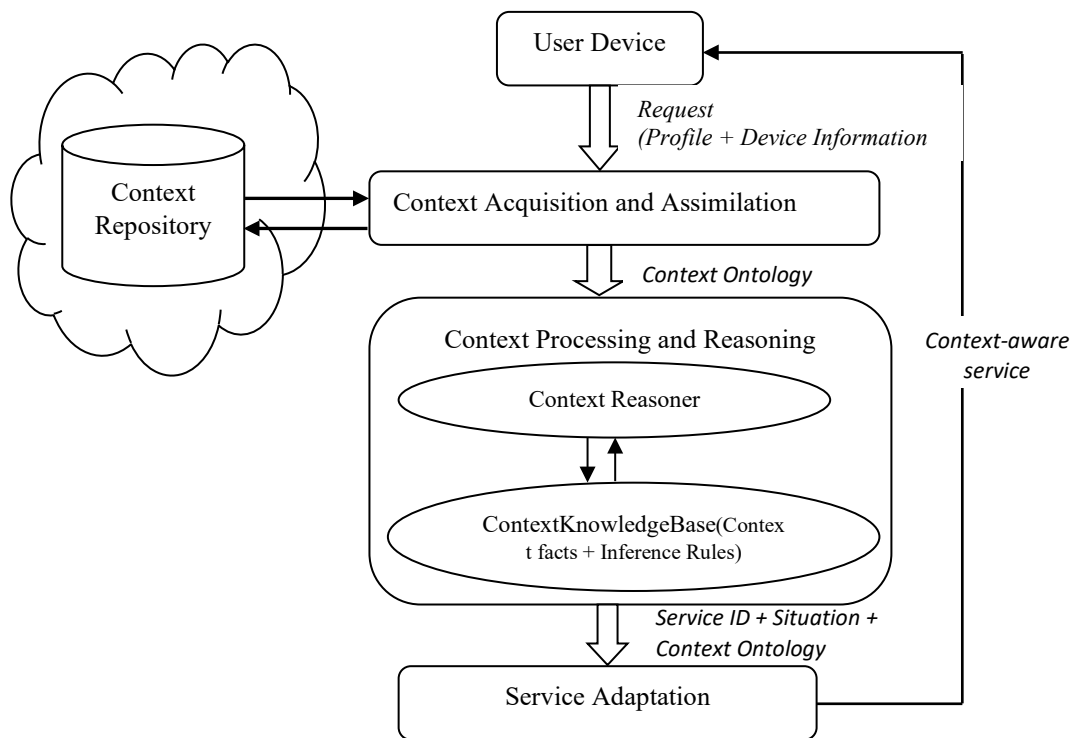 User Device
Request
(Profile + Device Information
Context
Repository
Context Acquisition and Assimilation
Context Ontology
Context Processing and Reasoning
Context Reasoner
Context-aware
service
ContextKnowledgeBase(Contex
t facts + Inference Rules)
Service ID + Situation +
Context Ontology
Service Adaptation